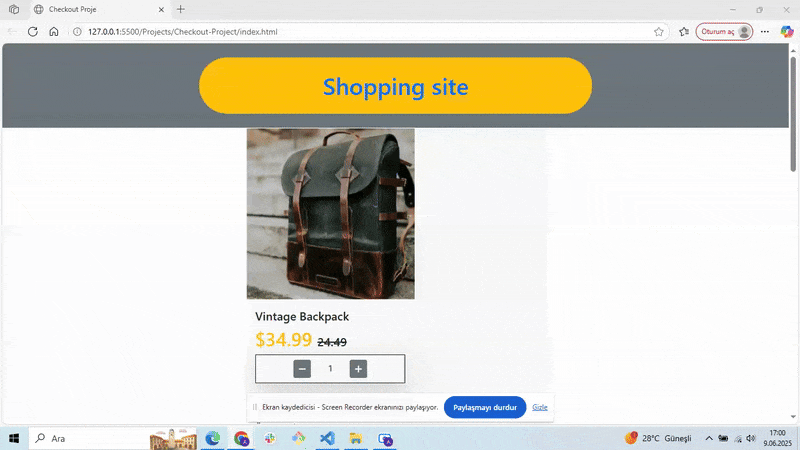 Checkout Proje
127.0.0.1:5500/Projects/Checkout-Project/index.html
Oturum aç
Shopping site
Vintage Backpack
$34.99 24.49
1
Ekran kaydedicisi - Screen Recorder ekranınızı paylaşıyor.
Paylaşmayı durdur
Gizle
Ara
28°C Güneşli
17:00
9.06.2025